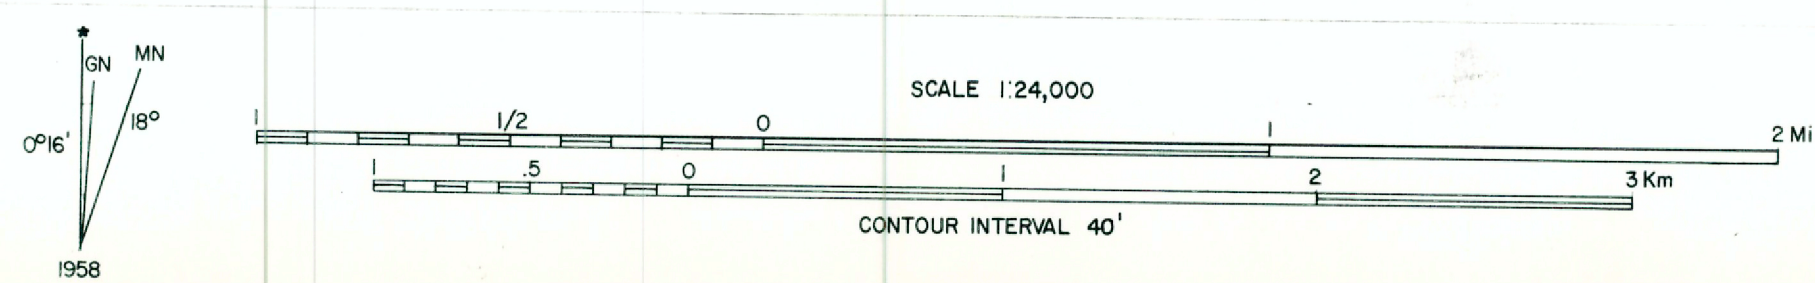 *
GN MN
0°16' 18°
1958
SCALE 1:24,000
1 1/2 0 1 2 Mi
1 .5 0 1 2 3 Km
CONTOUR INTERVAL 40'